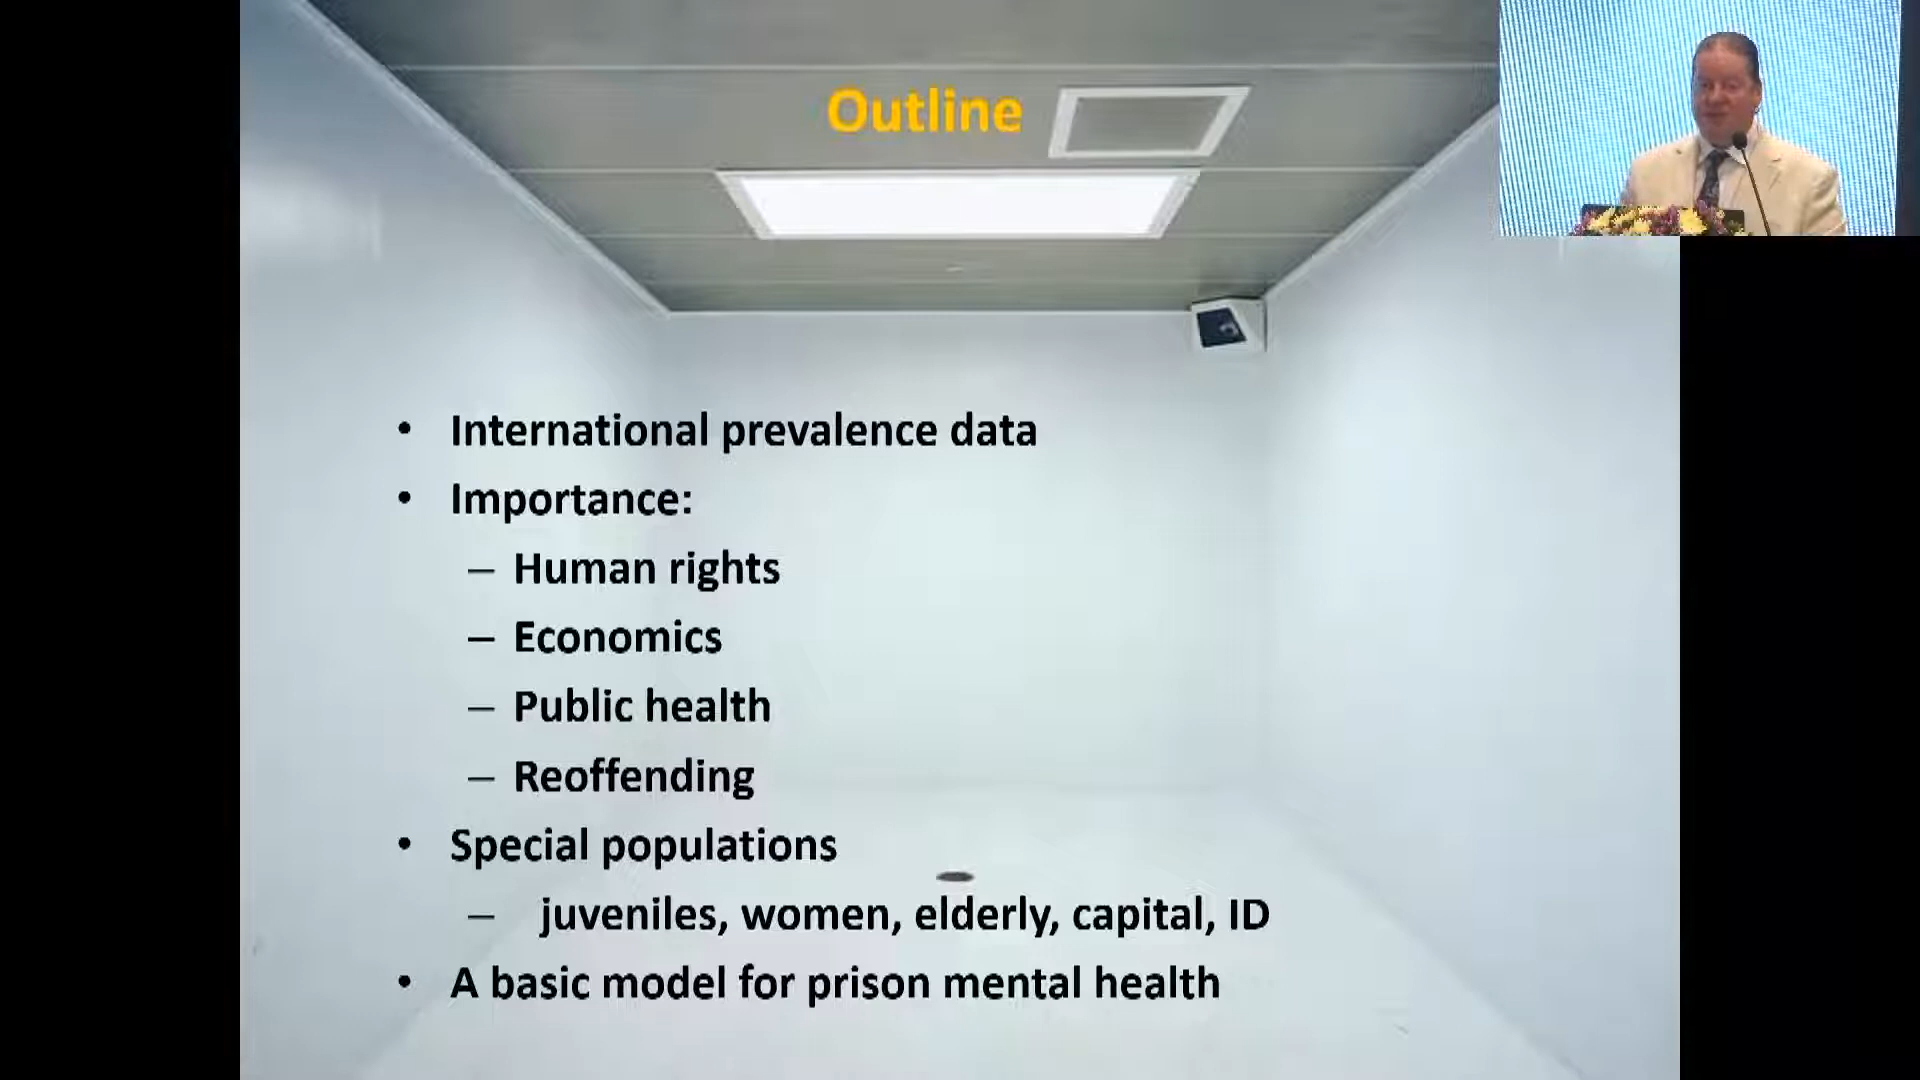 Outline
• International prevalence data
• Importance:
– Human rights
– Economics
– Public health
– Reoffending
• Special populations
– juveniles, women, elderly, capital, ID
• A basic model for prison mental health